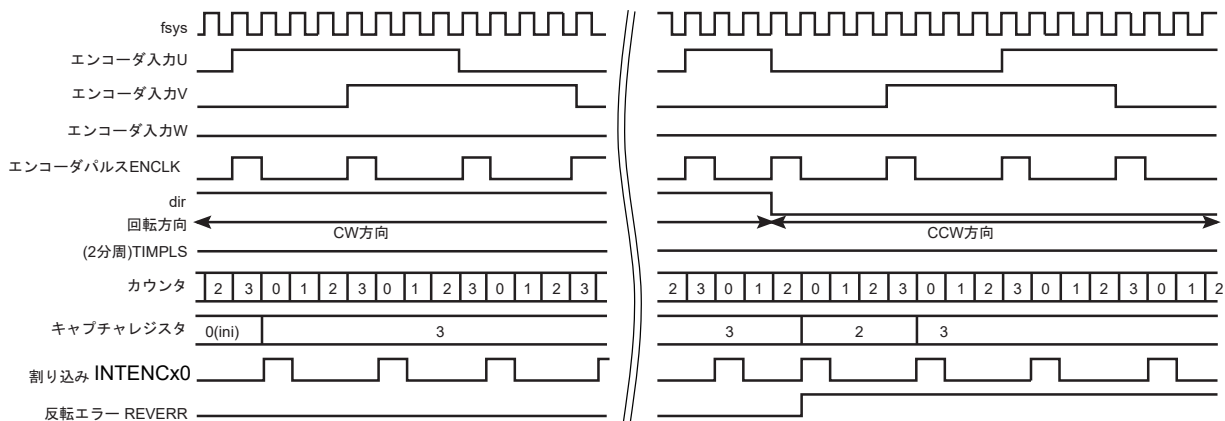 fsys
エンコーダ入力U
エンコーダ入力V
エンコーダ入力W
エンコーダパルスENCLK
dir
回転方向
CW方向
CCW方向
(2分周)TIMPLS
カウンタ
2 3 0 1 2 3 0 1 2 3 0 1 2 3
2 3 0 1 2 0 1 2 3 0 1 2 3 0 1 2 3 0 1 2
キャプチャレジスタ
0(ini) 3
3 2 3
割り込み INTENCx0
反転エラー REVERR